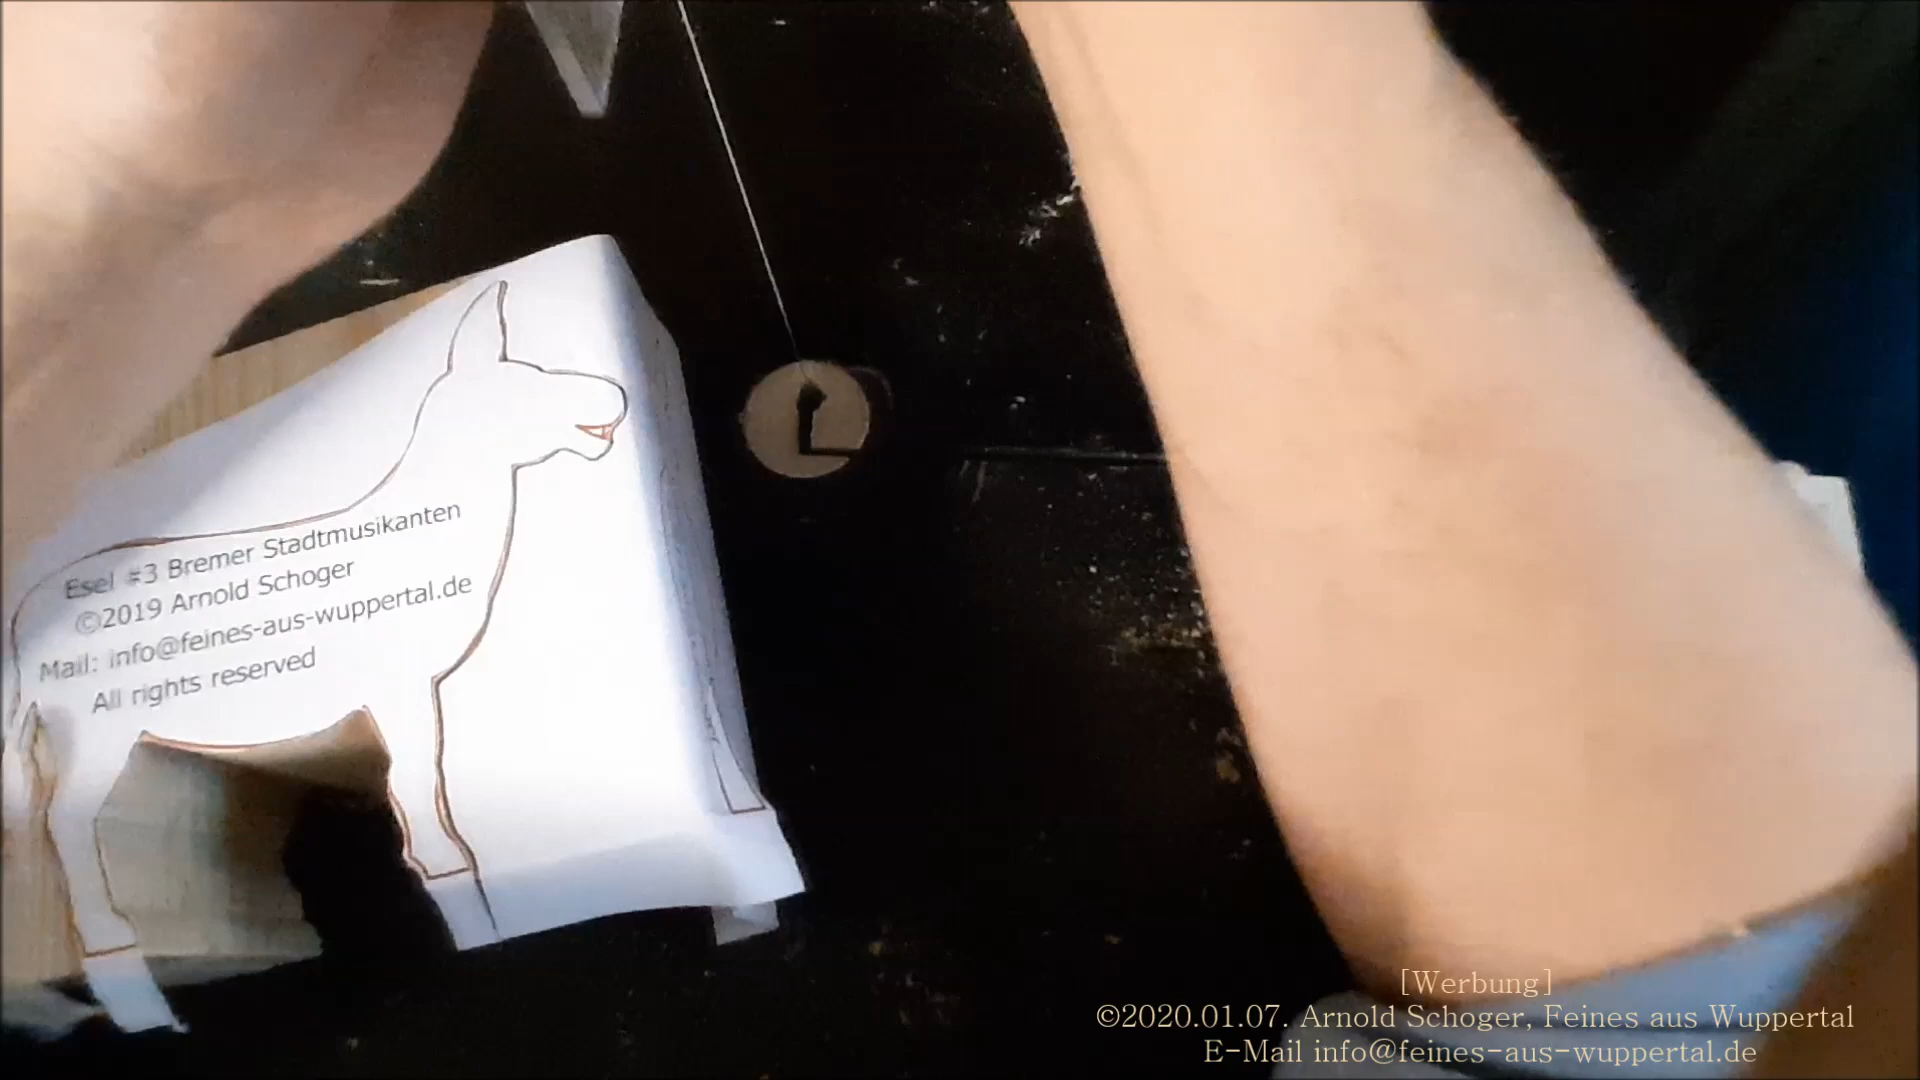 Esel #3 Bremer Stadtmusikanten
©2019 Arnold Schoger
Mail: info@feines-aus-wuppertal.de
All rights reserved
[Werbung]
©2020.01.07. Arnold Schoger, Feines aus Wuppertal
E-Mail info@feines-aus-wuppertal.de